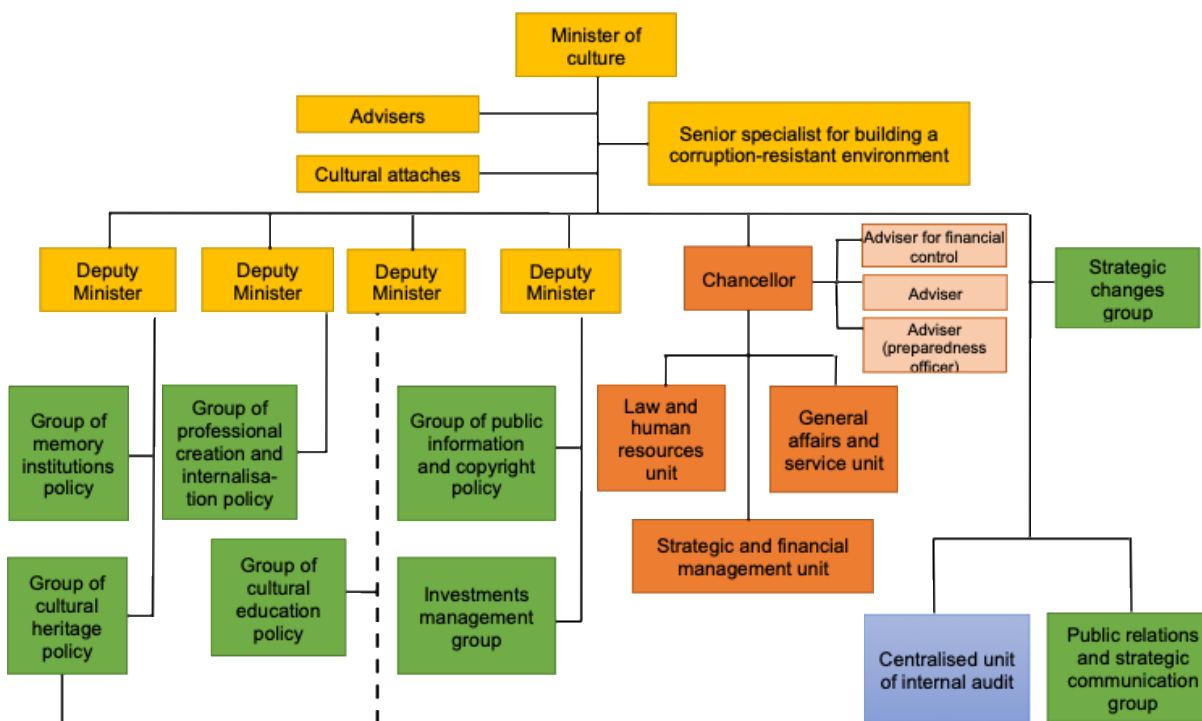 Minister of
culture
Advisers
Senior specialist for building a
corruption-resistant environment
Cultural attaches
Deputy
Minister
Deputy
Minister
Deputy
Minister
Deputy
Minister
Chancellor
Adviser for financial
control
Adviser
Adviser
(preparedness
officer)
Strategic
changes
group
Group of
memory
institutions
policy
Group of
professional
creation and
internalisa-
tion policy
Group of public
information
and copyright
policy
Law and
human
resources
unit
General
affairs and
service unit
Strategic and financial
management unit
Group of
cultural
heritage
policy
Group of
cultural
education
policy
Investments
management
group
Centralised unit
of internal audit
Public relations
and strategic
communication
group